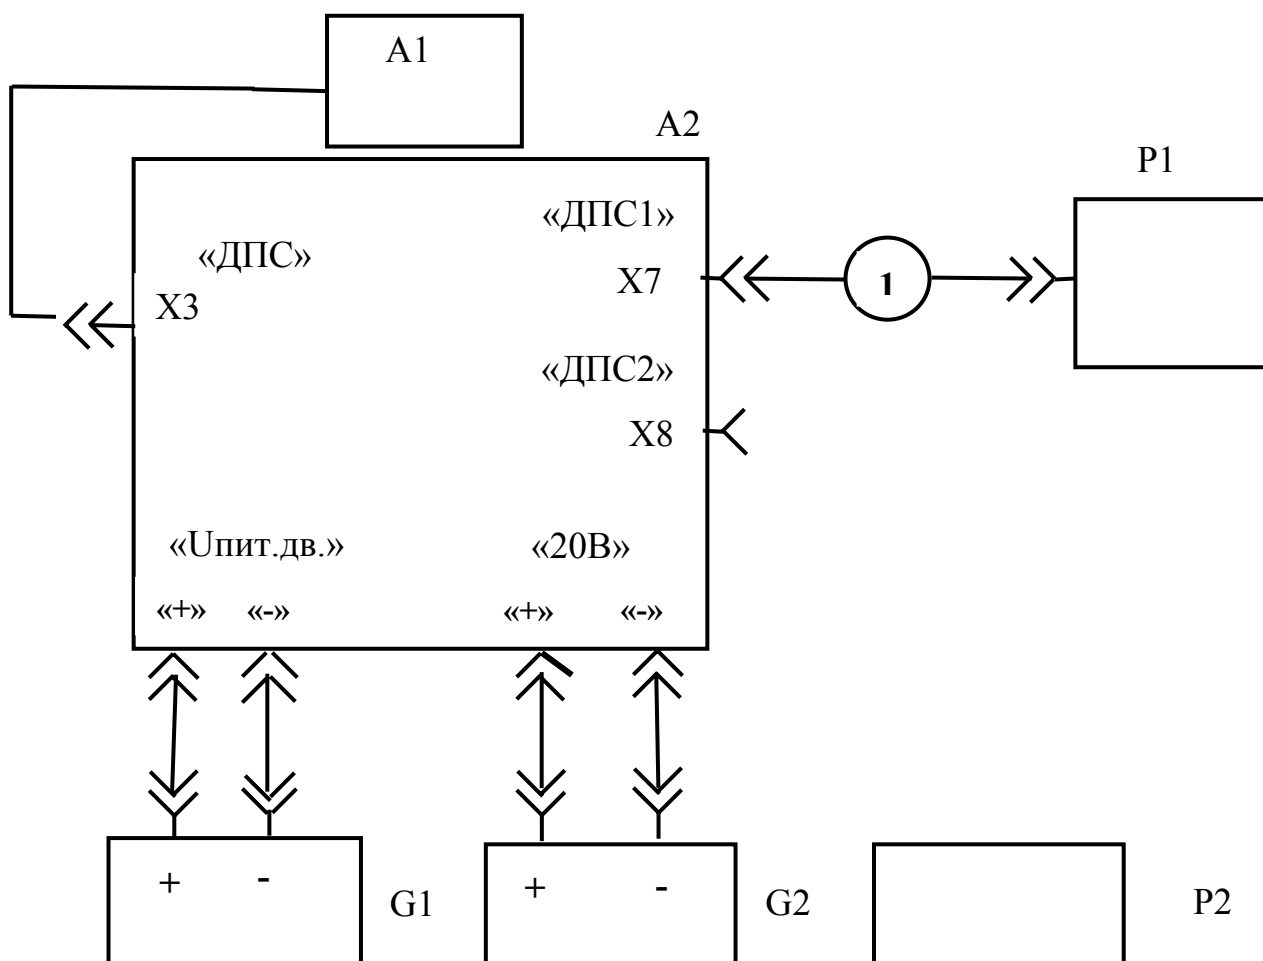 A1
A2
P1
«ДПС1»
«ДПС»
X7
1
X3
«ДПС2»
X8
«Uпит.дв.» «20В»
«+» «-» «+» «-»
+ - G1 + - G2 P2